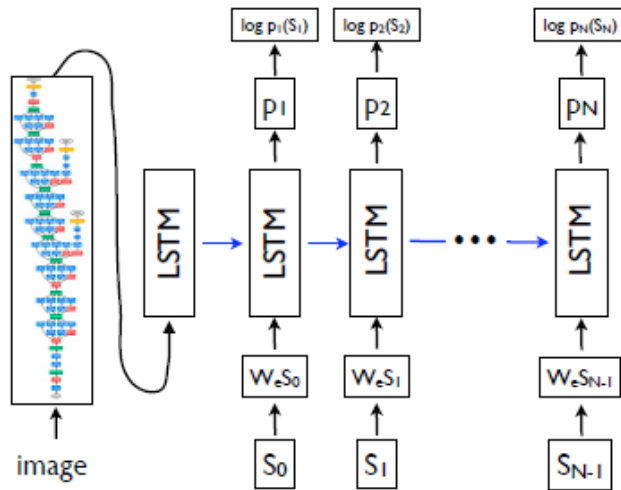 log p₁(S₁) log p₂(S₂) log pN(SN)
p₁ p₂ pN
LSTM LSTM LSTM ••• LSTM
WₑS₀ WₑS₁ WₑSN-1
image S₀ S₁ SN-1